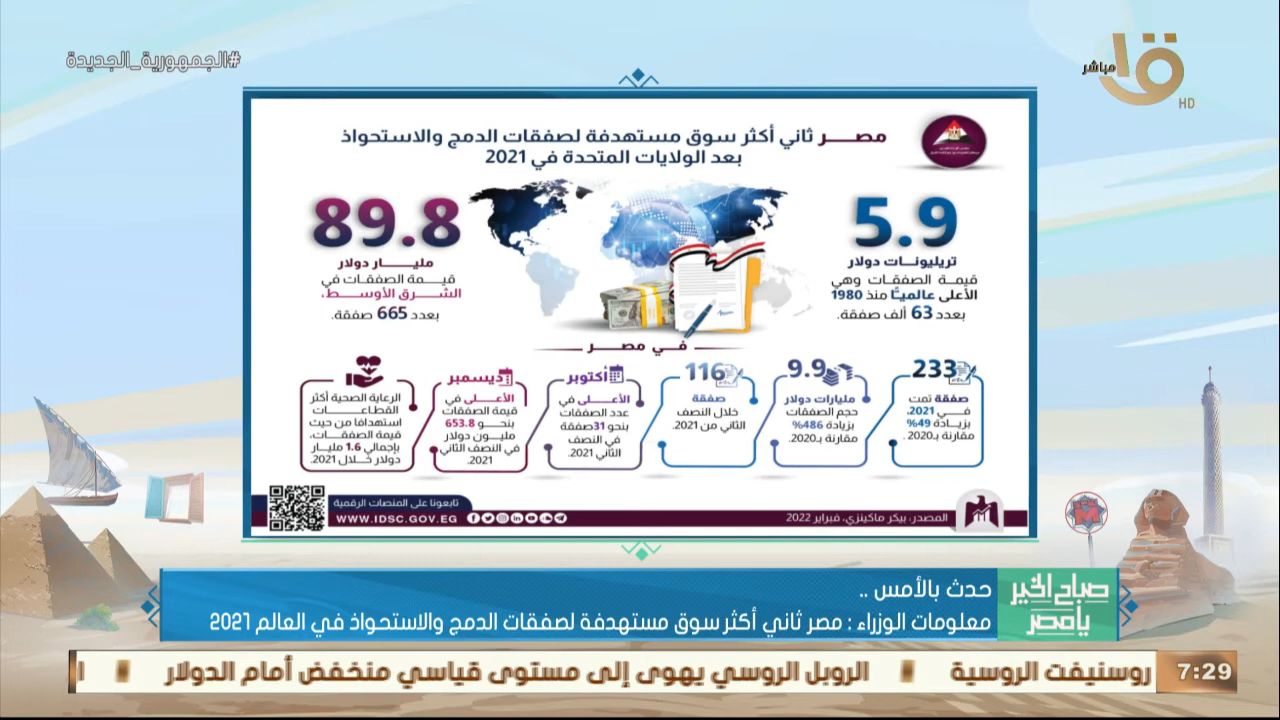 #الجمهورية_الجديدة
مباشر
HD
مصر ثاني أكثر سوق مستهدفة لصفقات الدمج والاستحواذ
بعد الولايات المتحدة في 2021
5.9
تريليونات دولار
قيمة الصفقات وهي
الأعلى عالميًا منذ 1980
بعدد 63 ألف صفقة.
89.8
مليار دولار
قيمة الصفقات في
الشرق الأوسط،
بعدد 665 صفقة.
في مصر
233
صفقة تمت
في 2021،
بزيادة 49%
مقارنة بـ2020.
9.9
مليارات دولار
حجم الصفقات
بزيادة 486%
مقارنة بـ2020.
116
صفقة
خلال النصف
الثاني من 2021.
أكتوبر
الأعلى في
عدد الصفقات
بنحو 31 صفقة
في النصف
الثاني 2021.
ديسمبر
الأعلى في
قيمة الصفقات
بنحو 653.8
مليون دولار
في النصف الثاني
2021.
الرعاية الصحية أكثر
القطاعات
استهدافا من حيث
قيمة الصفقات،
بإجمالي 1.6 مليار
دولار خلال 2021.
تابعونا على المنصات الرقمية
WWW.IDSC.GOV.EG
المصدر: بيكر ماكينزي، فبراير 2022
صباح الخير
يا مصر
حدث بالأمس ..
معلومات الوزراء : مصر ثاني أكثر سوق مستهدفة لصفقات الدمج والاستحواذ في العالم 2021
7:29
روسنيفت الروسية
الروبل الروسي يهوى إلى مستوى قياسي منخفض أمام الدولار